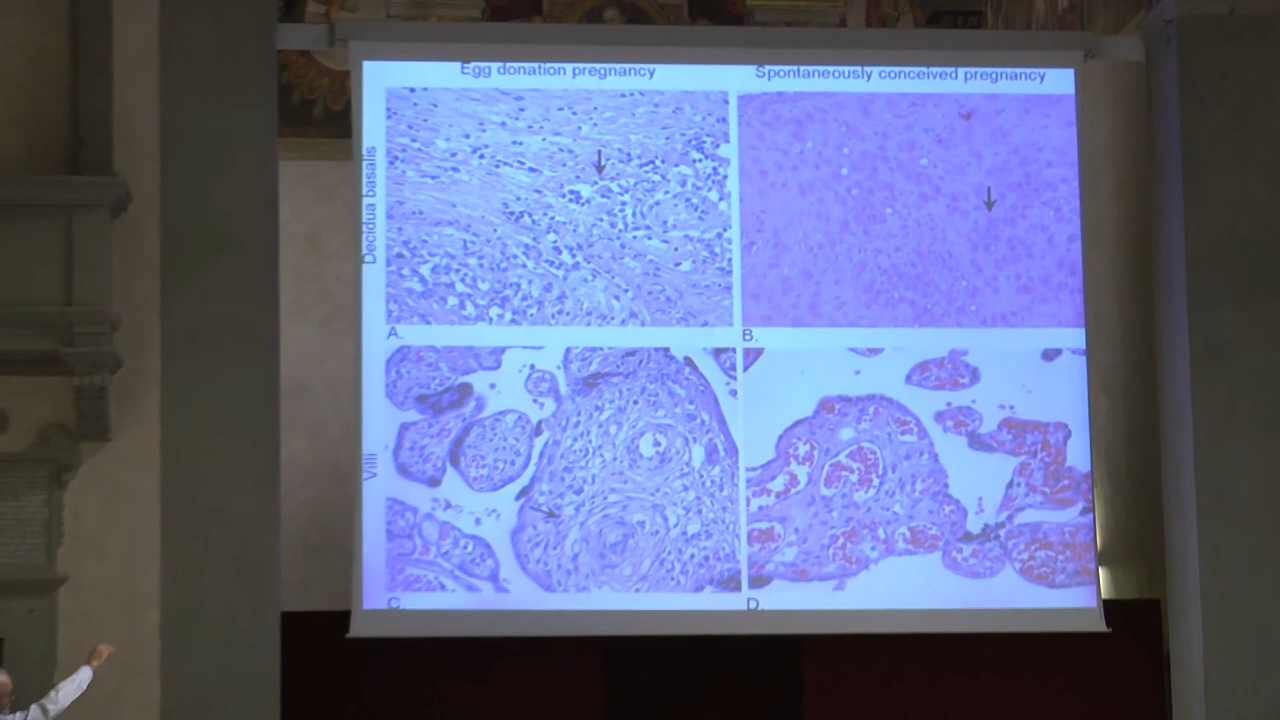 Egg donation pregnancy
Spontaneously conceived pregnancy
Decidua basalis
A.
B.
Villi
C.
D.